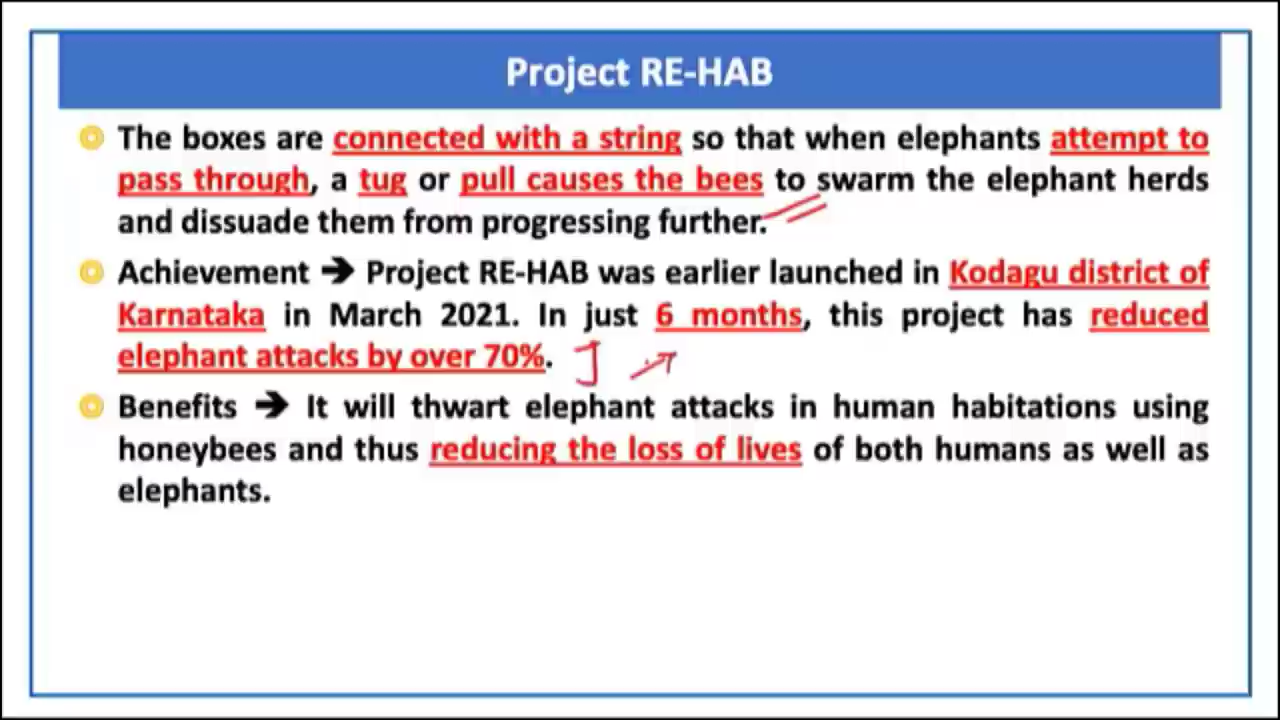 Project RE-HAB
The boxes are connected with a string so that when elephants attempt to
pass through, a tug or pull causes the bees to swarm the elephant herds
and dissuade them from progressing further.
Achievement ➔ Project RE-HAB was earlier launched in Kodagu district of
Karnataka in March 2021. In just 6 months, this project has reduced
elephant attacks by over 70%.
Benefits ➔ It will thwart elephant attacks in human habitations using
honeybees and thus reducing the loss of lives of both humans as well as
elephants.